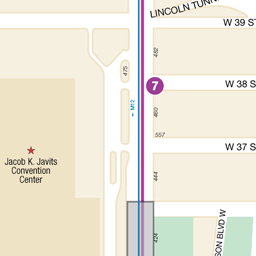 LINCOLN TUNN
W 39 ST
482
475
7
W 38 S
← M12
460
557
W 37 S
Jacob K. Javits
Convention
Center
444
424
SON BLVD W